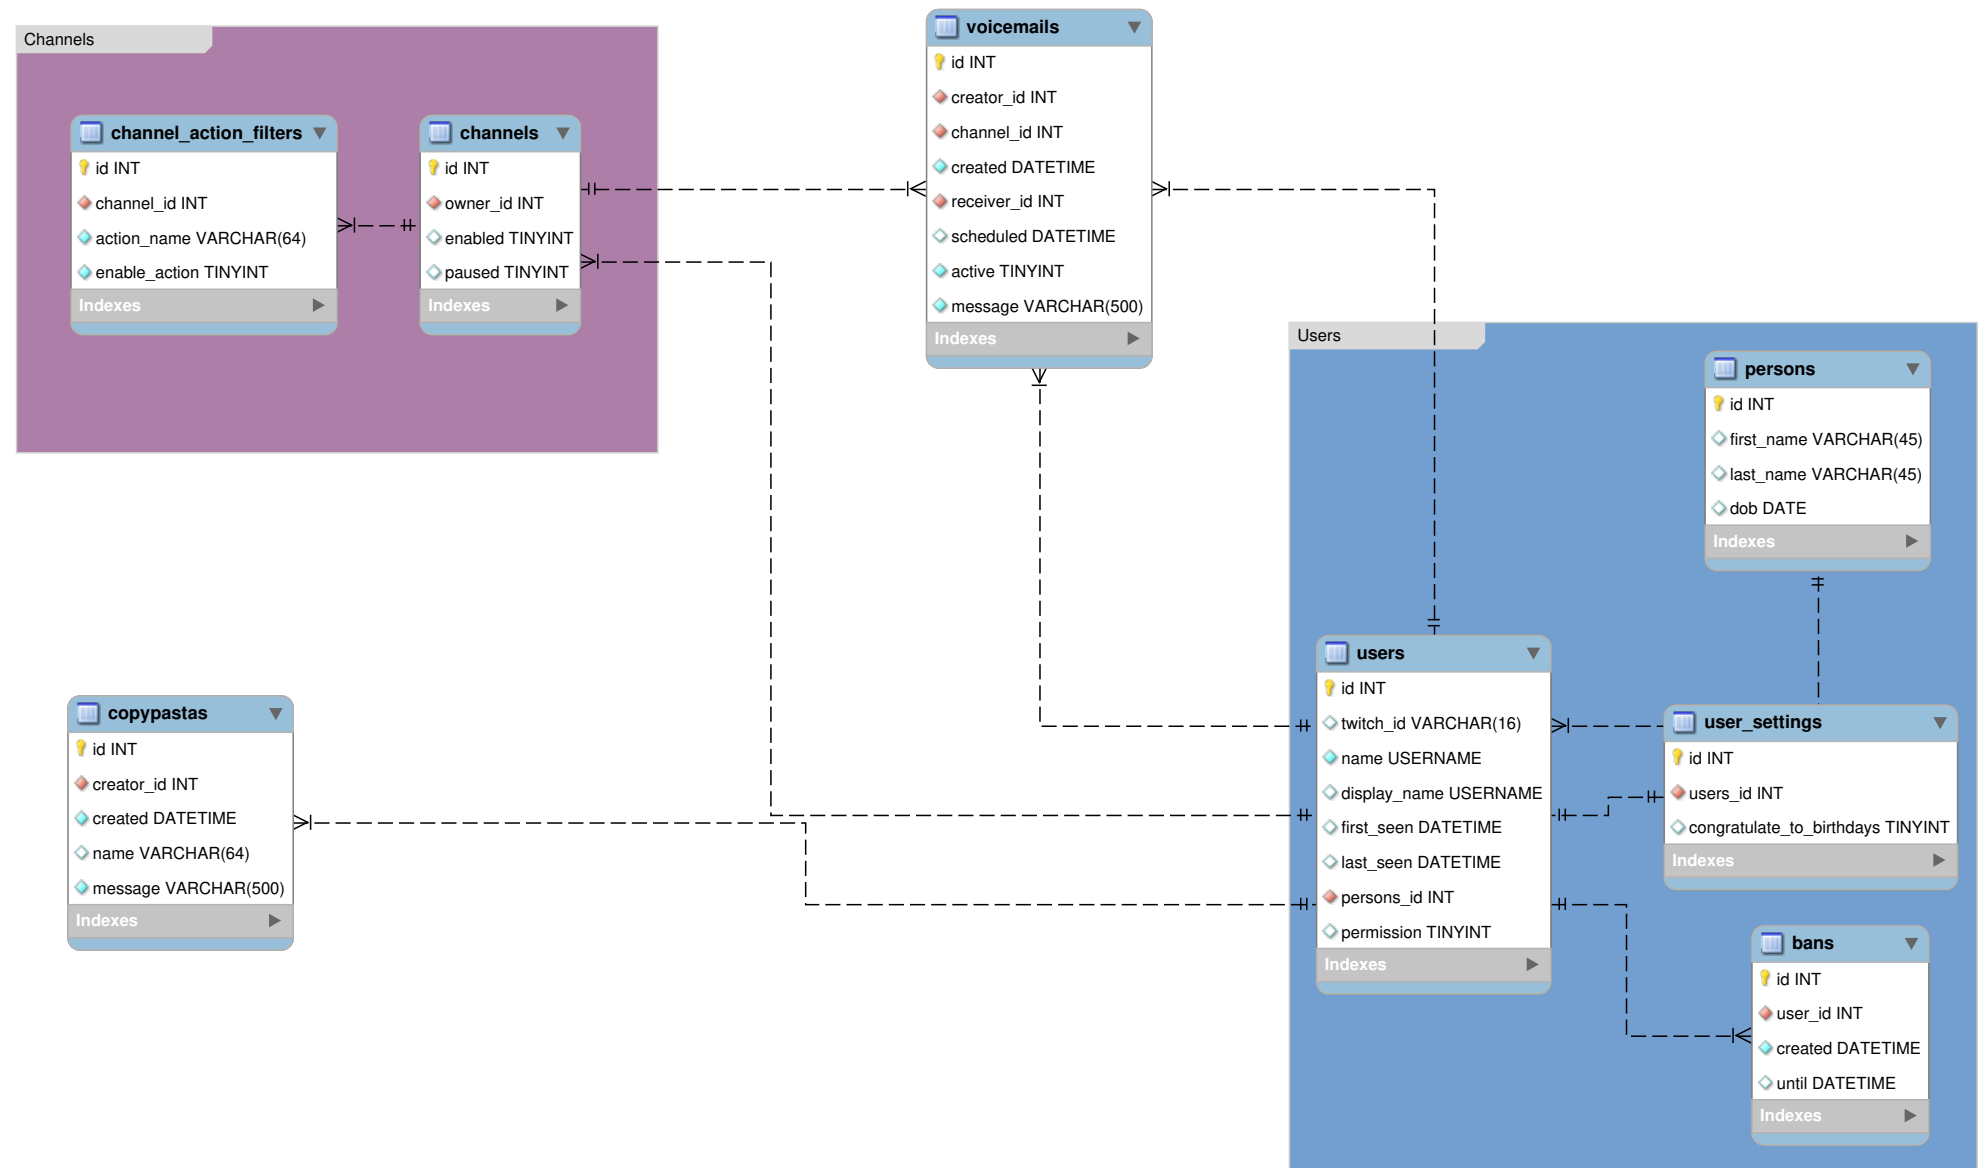 Channels
channel_action_filters
id INT
channel_id INT
action_name VARCHAR(64)
enable_action TINYINT
Indexes
channels
id INT
owner_id INT
enabled TINYINT
paused TINYINT
Indexes
voicemails
id INT
creator_id INT
channel_id INT
created DATETIME
receiver_id INT
scheduled DATETIME
active TINYINT
message VARCHAR(500)
Indexes
Users
persons
id INT
first_name VARCHAR(45)
last_name VARCHAR(45)
dob DATE
Indexes
users
id INT
twitch_id VARCHAR(16)
name USERNAME
display_name USERNAME
first_seen DATETIME
last_seen DATETIME
persons_id INT
permission TINYINT
Indexes
user_settings
id INT
users_id INT
congratulate_to_birthdays TINYINT
Indexes
copypastas
id INT
creator_id INT
created DATETIME
name VARCHAR(64)
message VARCHAR(500)
Indexes
bans
id INT
user_id INT
created DATETIME
until DATETIME
Indexes